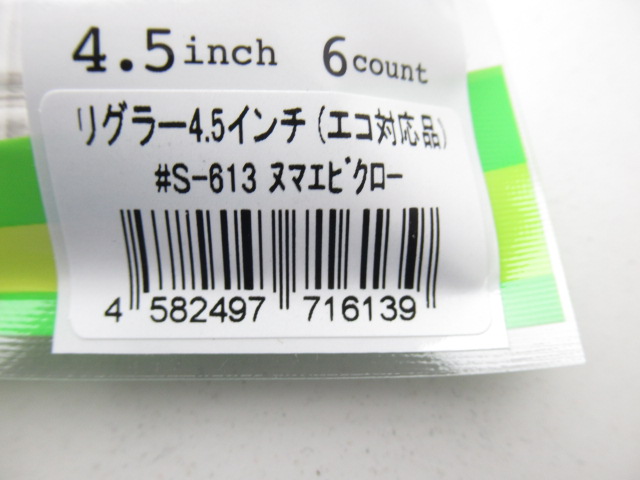 4.5inch 6count
リグラー4.5インチ(エコ対応品)
#S-613 ヌマエビクロー
4 582497 716139